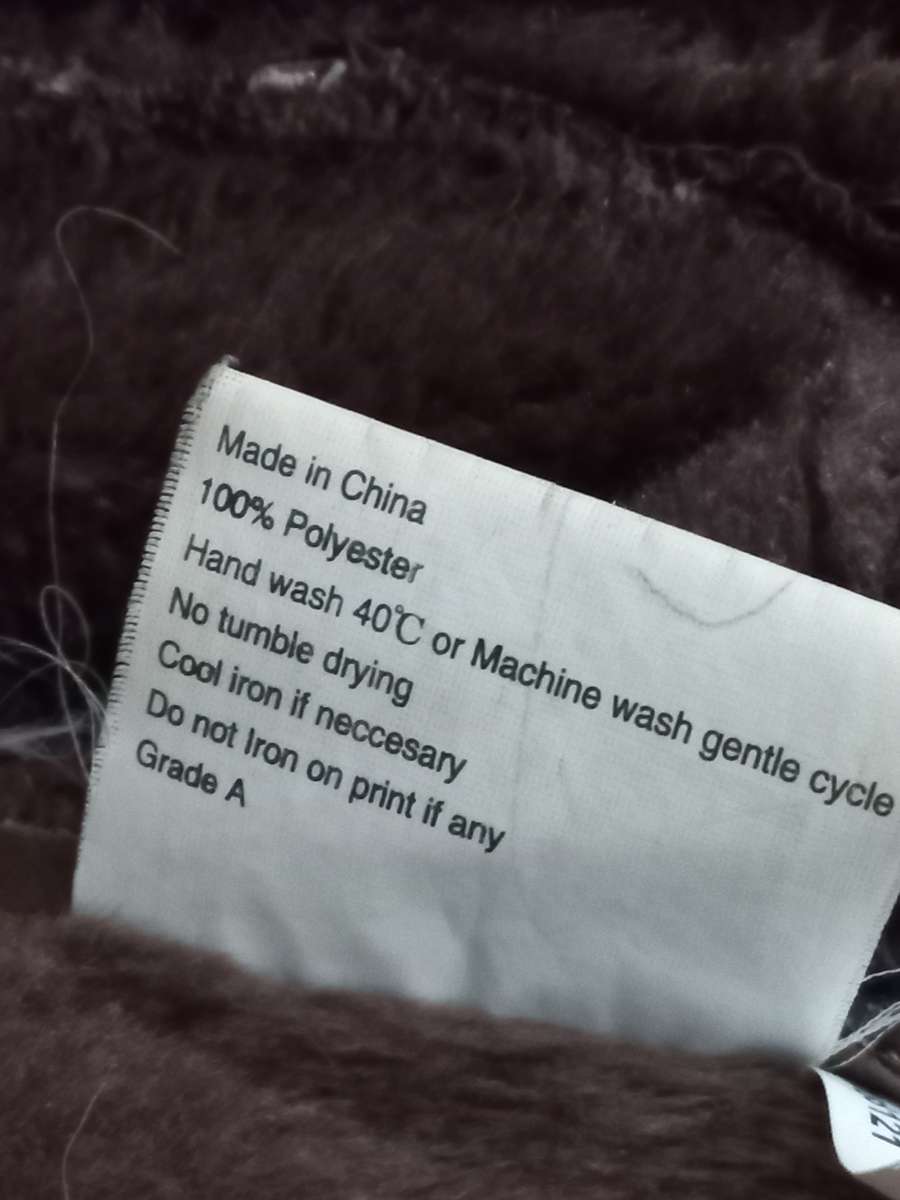 Made in China
100% Polyester
Hand wash 40℃ or Machine wash gentle cycle
No tumble drying
Cool iron if neccesary
Do not Iron on print if any
Grade A